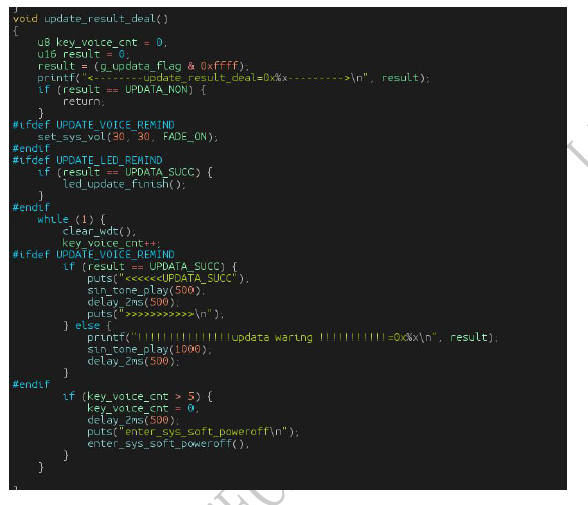 }
void update_result_deal()
{
    u8 key_voice_cnt = 0;
    u16 result = 0;
    result = (g_updata_flag & 0xffff);
    printf("<--------update_result_deal=0x%x--------->\n", result);
    if (result == UPDATA_NON) {
        return;
    }
#ifdef UPDATE_VOICE_REMIND
    set_sys_vol(30, 30, FADE_ON);
#endif
#ifdef UPDATE_LED_REMIND
    if (result == UPDATA_SUCC) {
        led_update_finish();
    }
#endif
    while (1) {
        clear_wdt();
        key_voice_cnt++;
#ifdef UPDATE_VOICE_REMIND
        if (result == UPDATA_SUCC) {
            puts("<<<<<<UPDATA_SUCC");
            sin_tone_play(500);
            delay_2ms(500);
            puts(">>>>>>>>>>>\n");
        } else {
            printf("!!!!!!!!!!!!!!!updata waring !!!!!!!!!!!=0x%x\n", result);
            sin_tone_play(1000);
            delay_2ms(500);
        }
#endif
        if (key_voice_cnt > 5) {
            key_voice_cnt = 0;
            delay_2ms(500);
            puts("enter_sys_soft_poweroff\n");
            enter_sys_soft_poweroff();
        }
    }